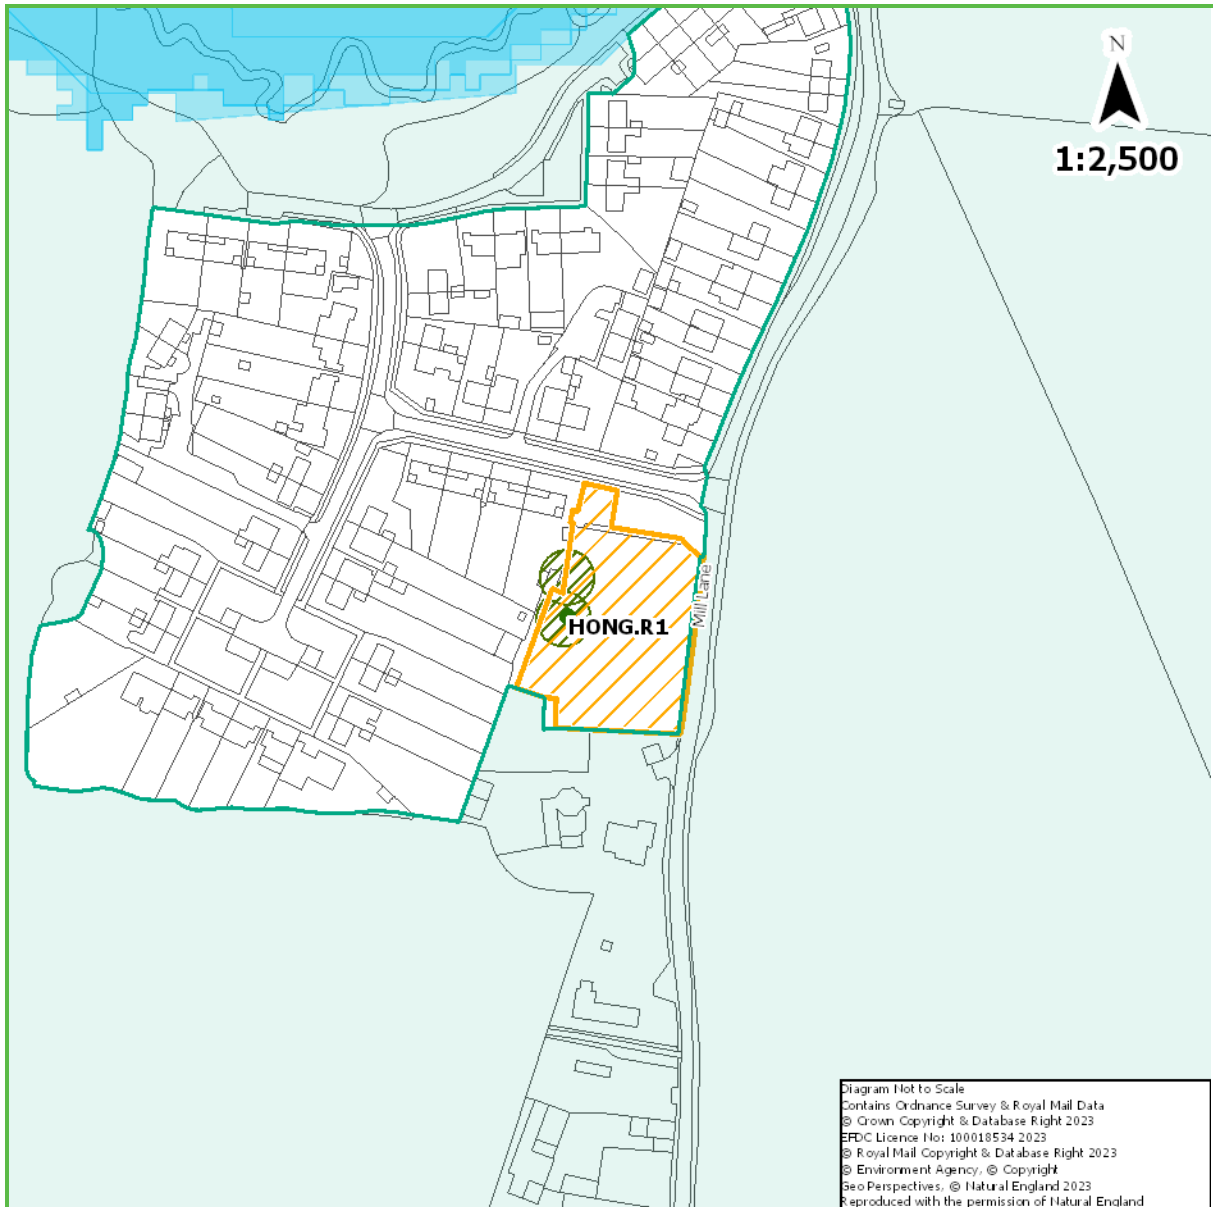 N
1:2,500
Mill Lane
HONG.R1
Diagram Not to Scale
Contains Ordnance Survey & Royal Mail Data
© Crown Copyright & Database Right 2023
EFDC Licence No: 100018534 2023
© Royal Mail Copyright & Database Right 2023
© Environment Agency, © Copyright
Geo Perspectives, © Natural England 2023
Reproduced with the permission of Natural England